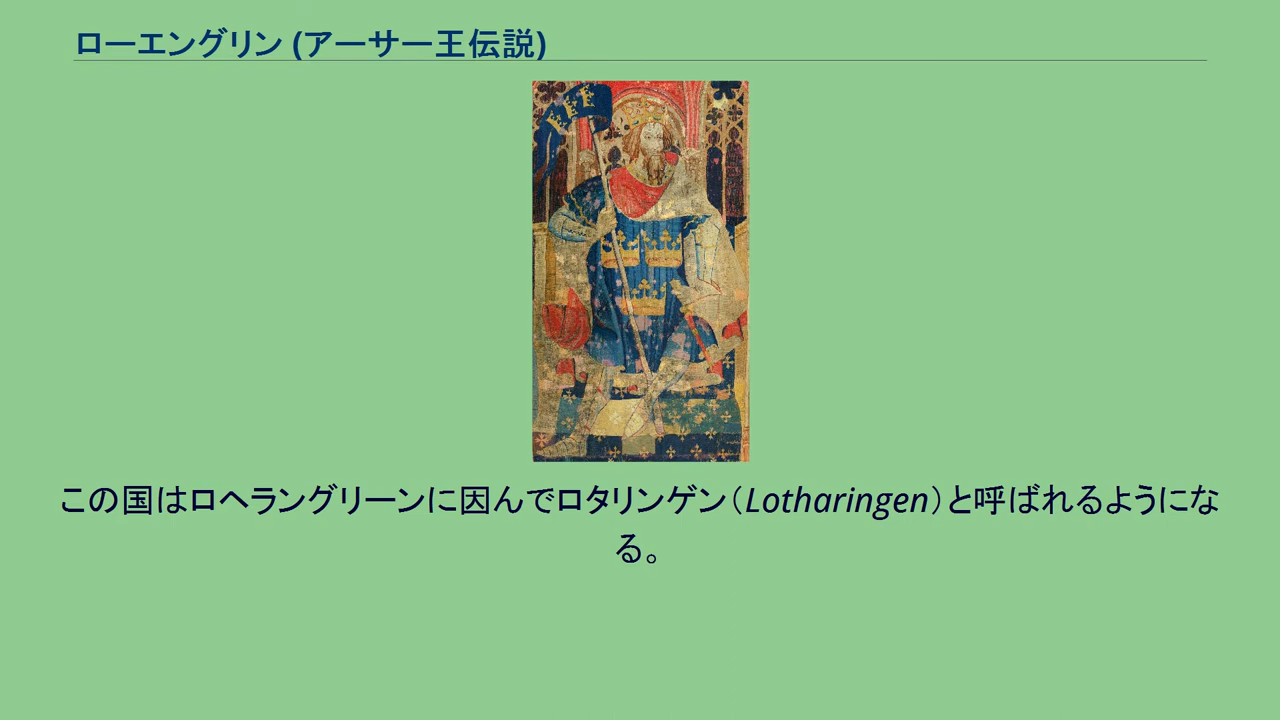 ローエングリン (アーサー王伝説)
この国はロヘラングリーンに因んでロタリンゲン（Lotharingen）と呼ばれるようにな
る。